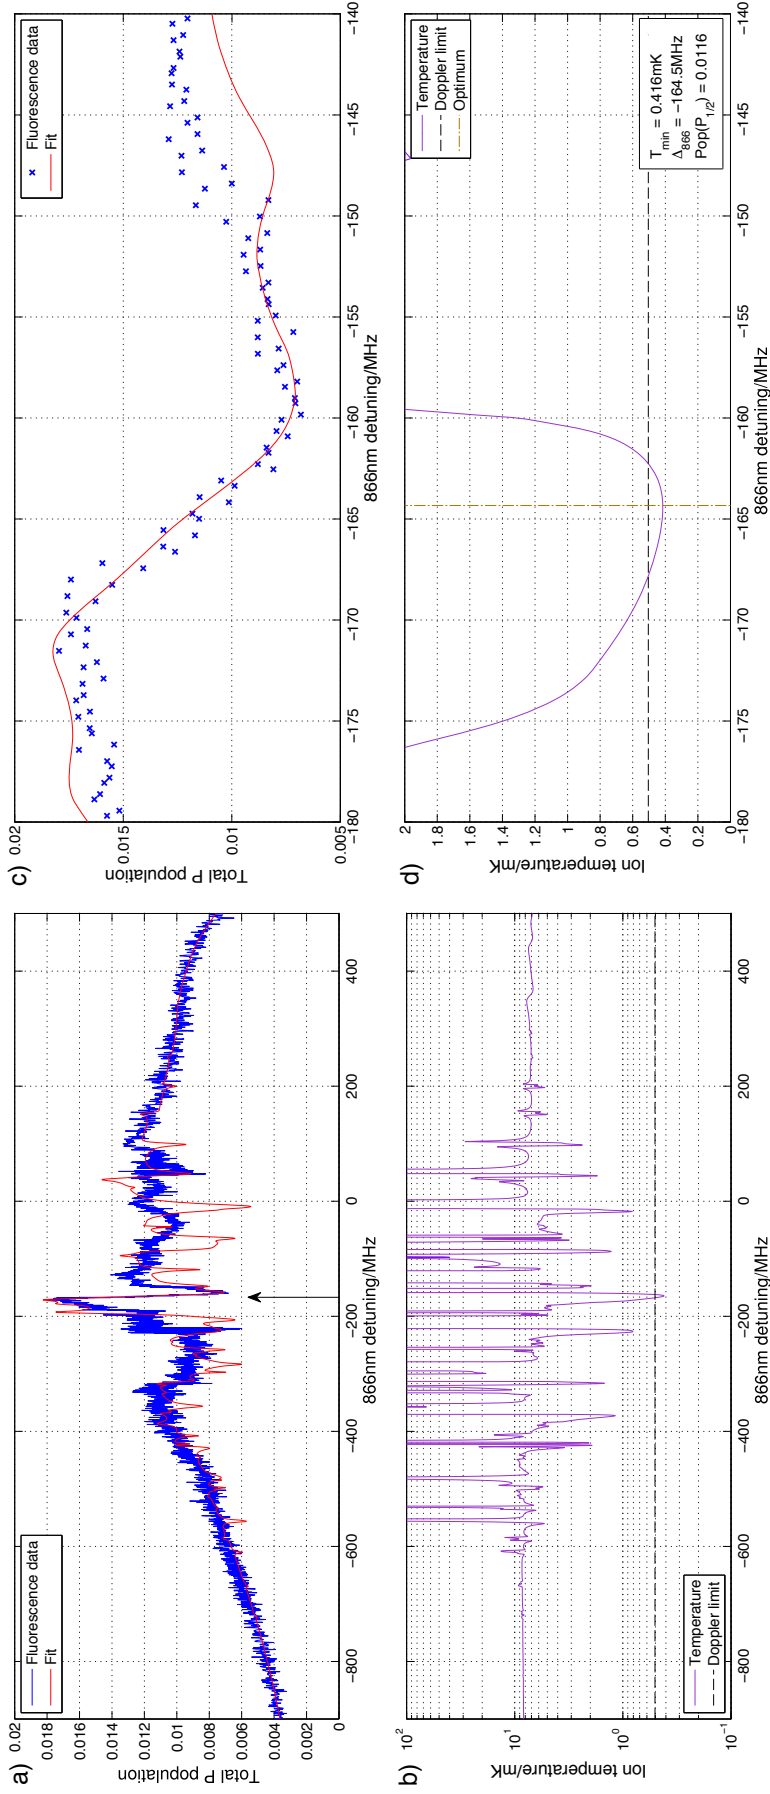 a)
Fluorescence data
Fit
Total P population
0.02
0.018
0.016
0.014
0.012
0.01
0.008
0.006
0.004
0.002
0
−800 −600 −400 −200 0 200 400
866nm detuning/MHz
b)
Temperature
Doppler limit
Ion temperature/mK
10^2
10^1
10^0
10^−1
−800 −600 −400 −200 0 200 400
866nm detuning/MHz
c)
Fluorescence data
Fit
Total P population
0.02
0.015
0.01
0.005
−180 −175 −170 −165 −160 −155 −150 −145 −140
866nm detuning/MHz
d)
Temperature
Doppler limit
Optimum
Ion temperature/mK
2
1.8
1.6
1.4
1.2
1
0.8
0.6
0.4
0.2
0
−180 −175 −170 −165 −160 −155 −150 −145 −140
866nm detuning/MHz
T_min = 0.416mK
Δ_866 = −164.5MHz
Pop(P_1/2) = 0.0116